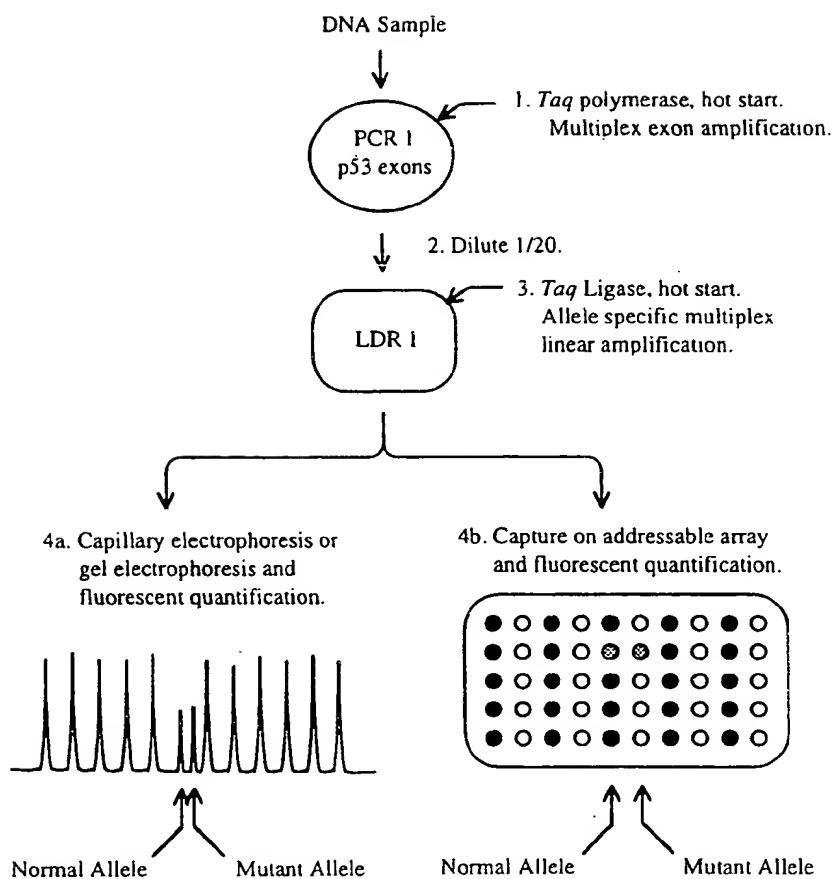 DNA Sample
1. Taq polymerase, hot start.
Multiplex exon amplification.
PCR 1
p53 exons
2. Dilute 1/20.
3. Taq Ligase, hot start.
Allele specific multiplex
linear amplification.
LDR 1
4a. Capillary electrophoresis or
gel electrophoresis and
fluorescent quantification.
4b. Capture on addressable array
and fluorescent quantification.
Normal Allele
Mutant Allele
Normal Allele
Mutant Allele